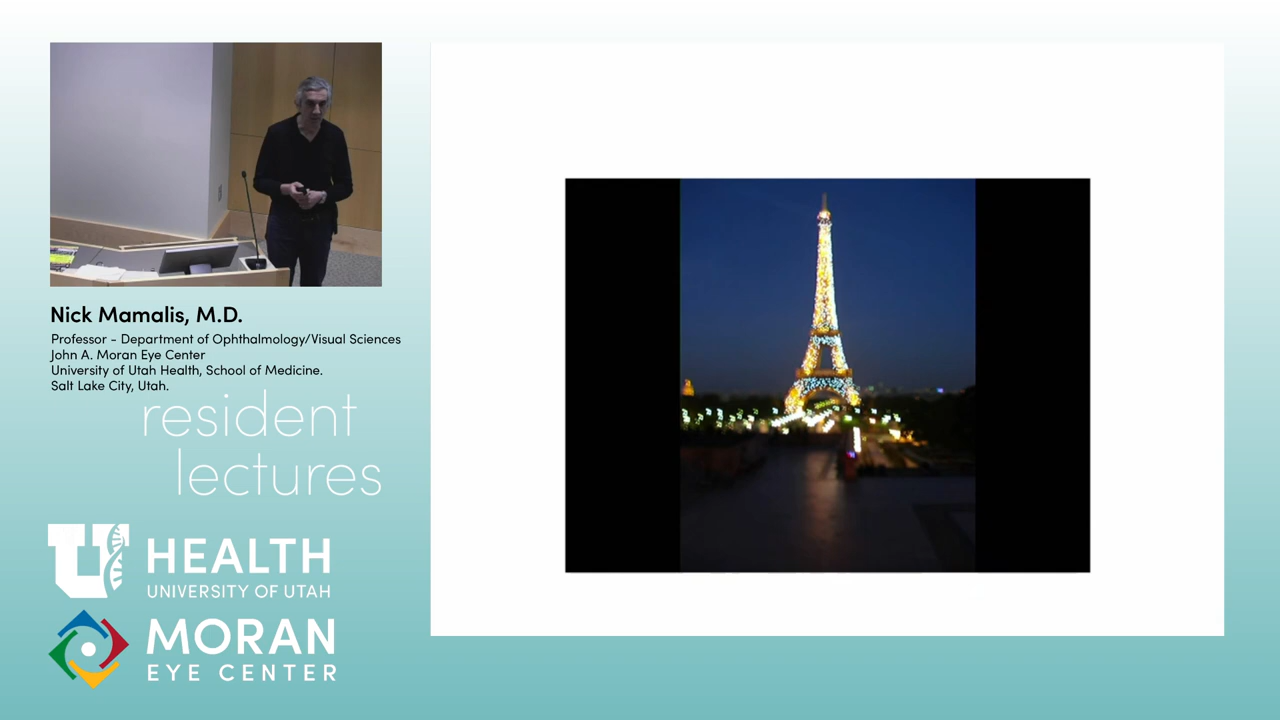 Nick Mamalis, M.D.
Professor - Department of Ophthalmology/Visual Sciences
John A. Moran Eye Center
University of Utah Health, School of Medicine.
Salt Lake City, Utah.
resident
lectures
U HEALTH
UNIVERSITY OF UTAH
MORAN
EYE CENTER